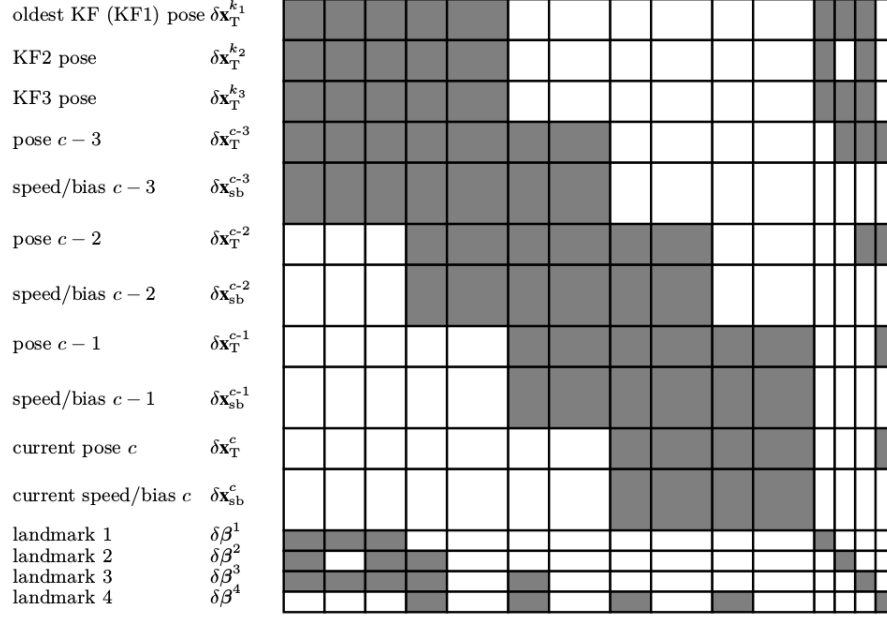 oldest KF (KF1) pose δx_T^{k_1}
KF2 pose δx_T^{k_2}
KF3 pose δx_T^{k_3}
pose c − 3 δx_T^{c-3}
speed/bias c − 3 δx_sb^{c-3}
pose c − 2 δx_T^{c-2}
speed/bias c − 2 δx_sb^{c-2}
pose c − 1 δx_T^{c-1}
speed/bias c − 1 δx_sb^{c-1}
current pose c δx_T^c
current speed/bias c δx_sb^c
landmark 1 δβ^1
landmark 2 δβ^2
landmark 3 δβ^3
landmark 4 δβ^4